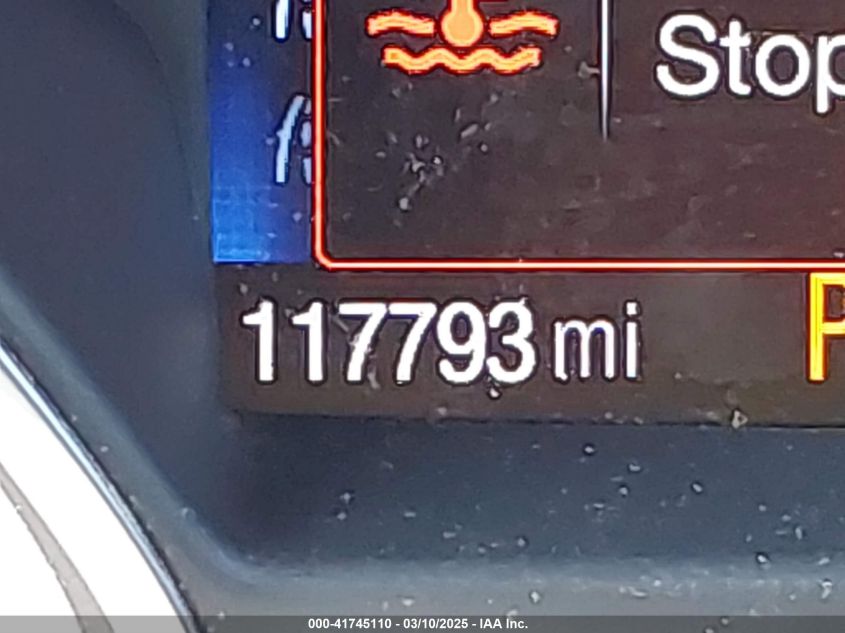 Stop
117793 mi
P
000-41745110 - 03/10/2025 - IAA Inc.